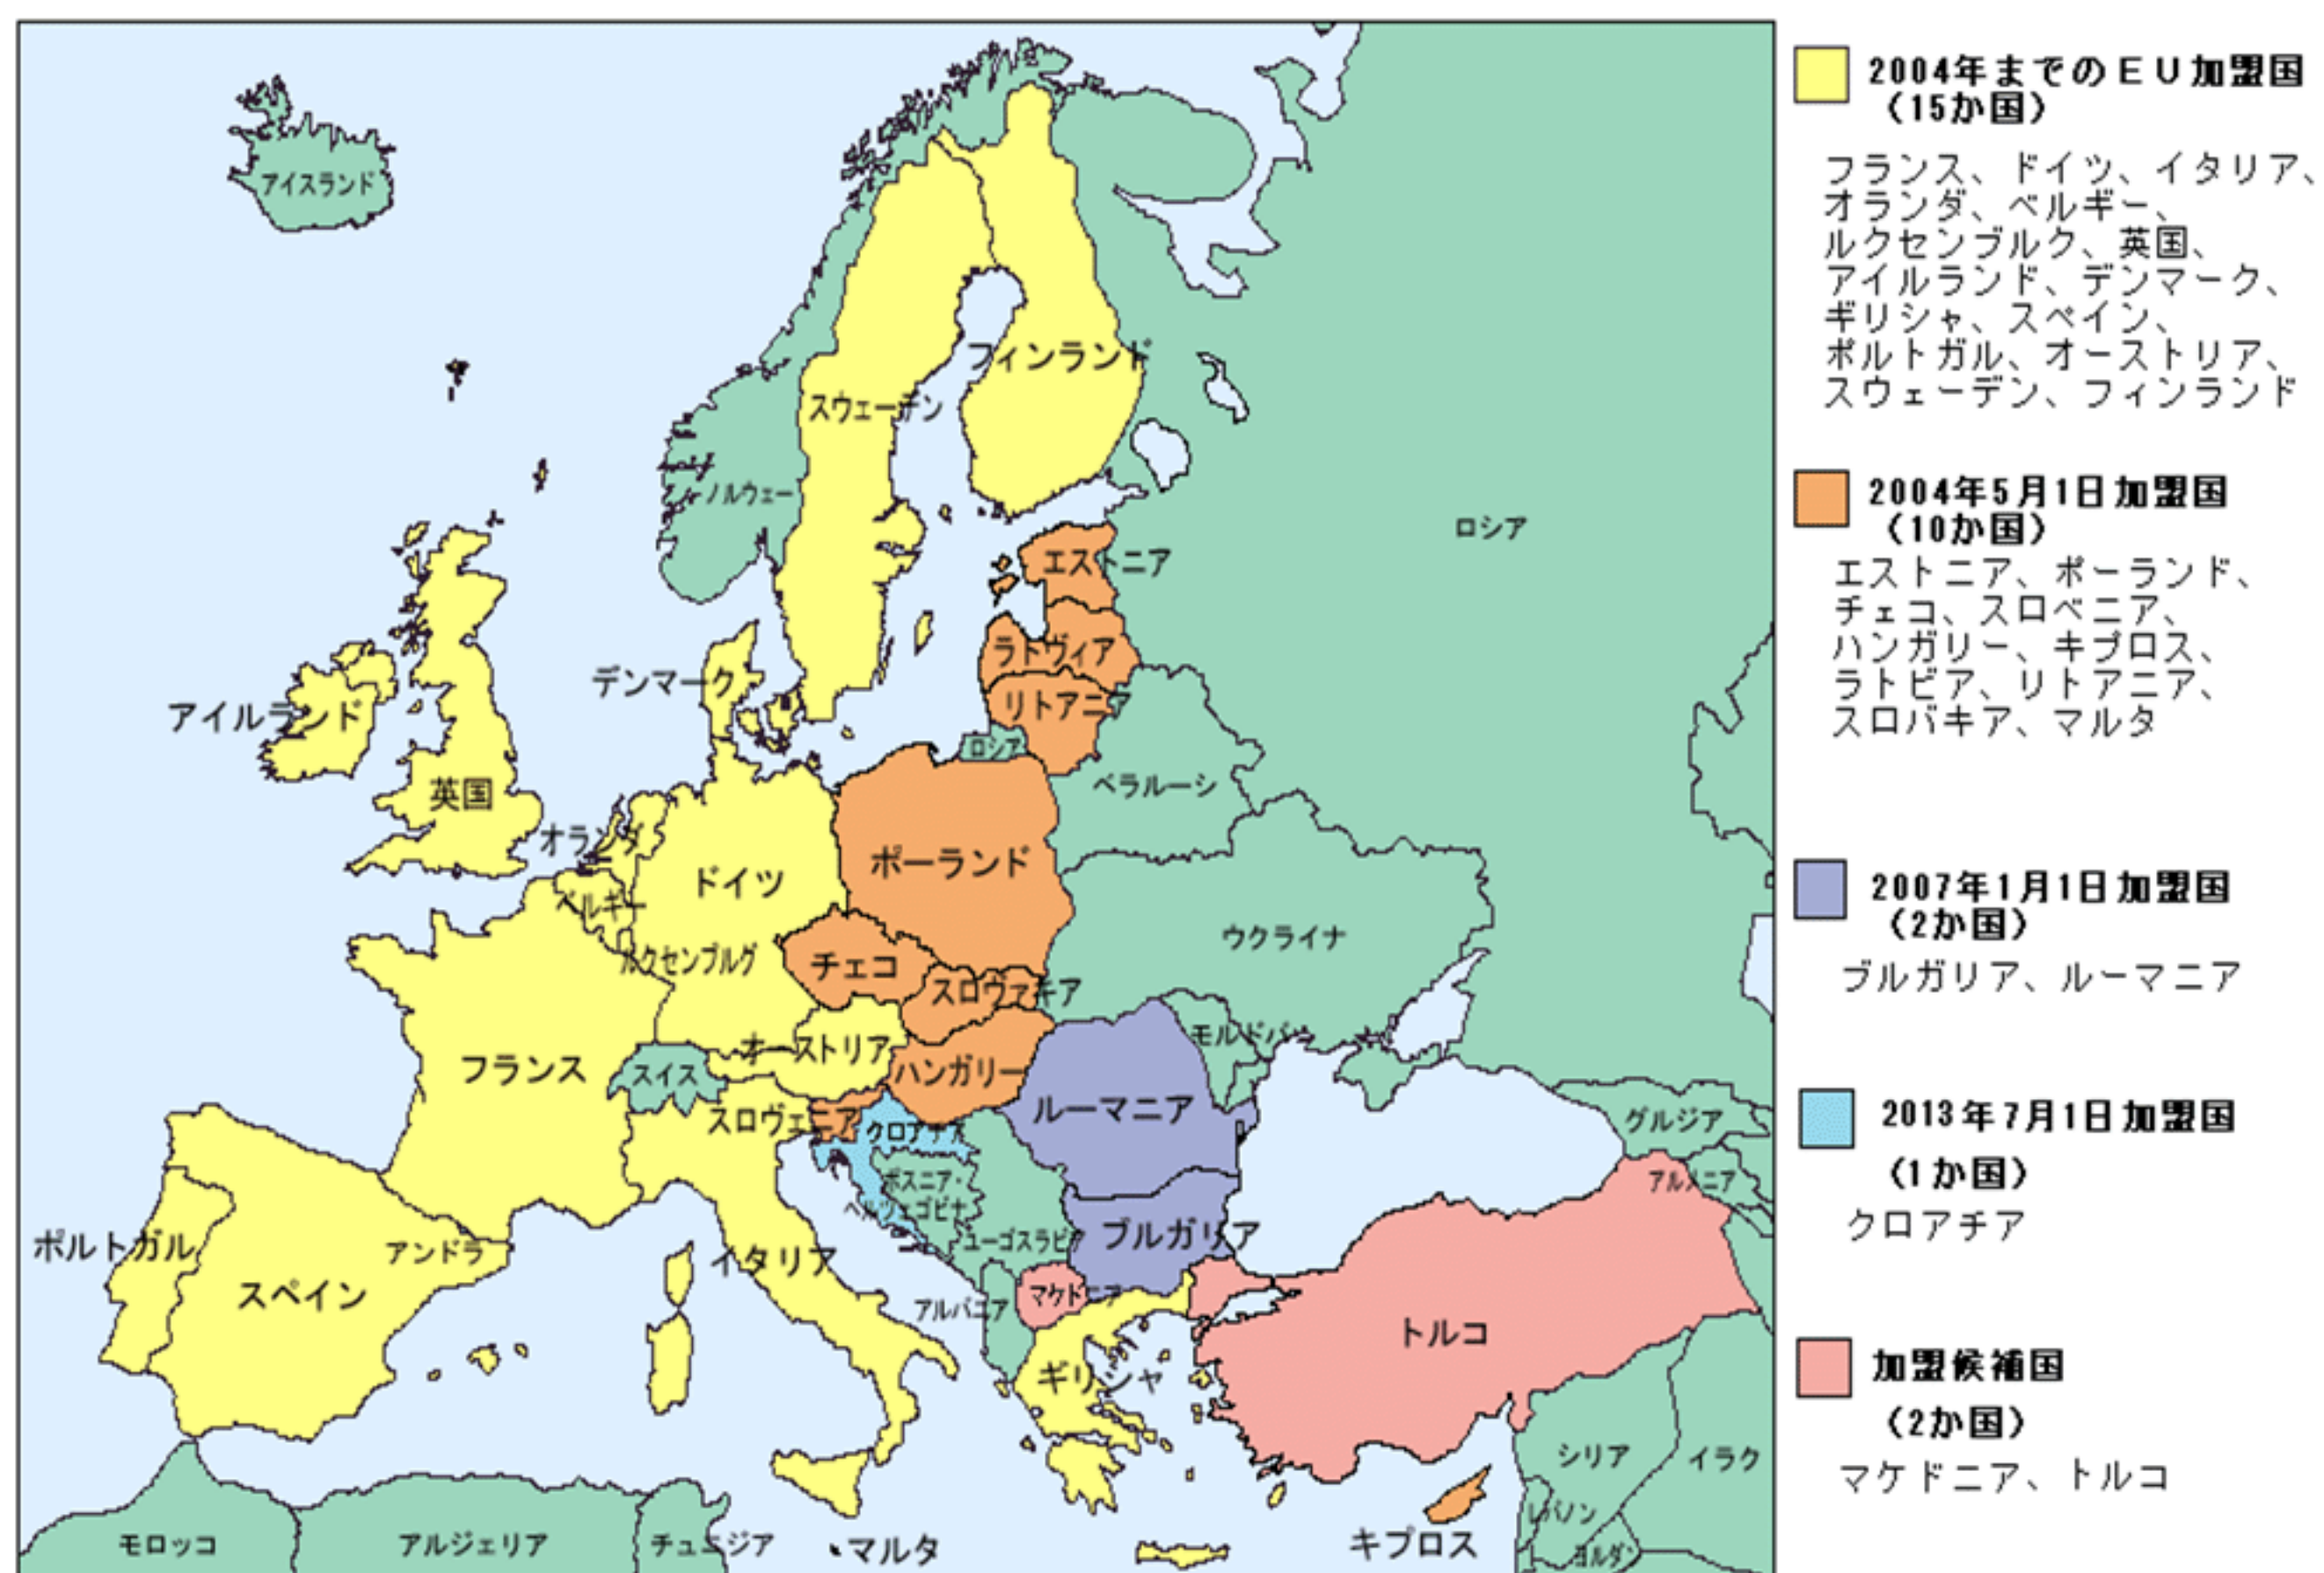 アイスランド
フィンランド
スウェーデン
ノルウェー
ロシア
エストニア
ラトヴィア
デンマーク
リトアニア
アイルランド
ロシア
ベラルーシ
英国
オランダ
ポーランド
ドイツ
ベルギー
ウクライナ
ルクセンブルグ
チェコ
スロヴァキア
モルドバ
オーストリア
フランス
スイス
ハンガリー
ルーマニア
スロヴェニア
クロアチア
グルジア
ボスニア・
ヘルツェゴビナ
アルメニア
ポルトガル
アンドラ
イタリア
ユーゴスラビア
ブルガリア
スペイン
マケドニア
アルバニア
トルコ
ギリシャ
シリア
イラク
レバノン
モロッコ
アルジェリア
チュニジア
マルタ
キプロス
ヨルダン
2004年までのEU加盟国
（15か国）
フランス、ドイツ、イタリア、
オランダ、ベルギー、
ルクセンブルク、英国、
アイルランド、デンマーク、
ギリシャ、スペイン、
ポルトガル、オーストリア、
スウェーデン、フィンランド
2004年5月1日加盟国
（10か国）
エストニア、ポーランド、
チェコ、スロベニア、
ハンガリー、キプロス、
ラトビア、リトアニア、
スロバキア、マルタ
2007年1月1日加盟国
（2か国）
ブルガリア、ルーマニア
2013年7月1日加盟国
（1か国）
クロアチア
加盟候補国
（2か国）
マケドニア、トルコ